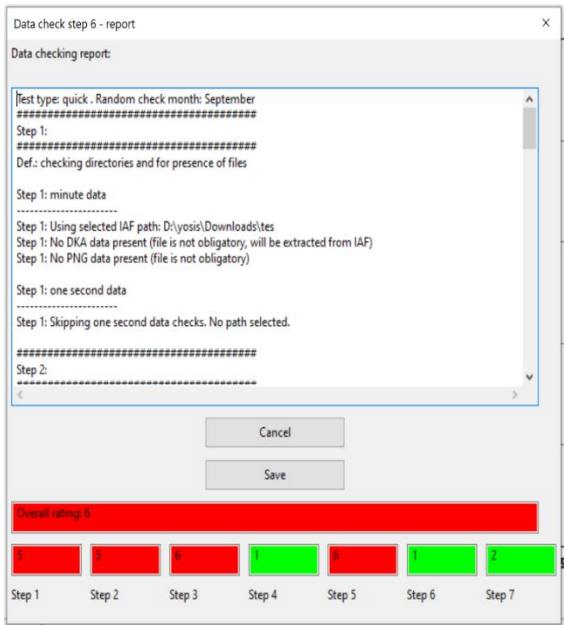 Data check step 6 - report
Data checking report:
Test type: quick . Random check month: September
########################################
Step 1:
########################################
Def.: checking directories and for presence of files
Step 1: minute data
-----------------------
Step 1: Using selected IAF path: D:\yosis\Downloads\tes
Step 1: No DKA data present (file is not obligatory, will be extracted from IAF)
Step 1: No PNG data present (file is not obligatory)
Step 1: one second data
-----------------------
Step 1: Skipping one second data checks. No path selected.
########################################
Step 2:
########################################
Cancel
Save
Overall rating: 6
5 5 6 1 6 1 2
Step 1 Step 2 Step 3 Step 4 Step 5 Step 6 Step 7